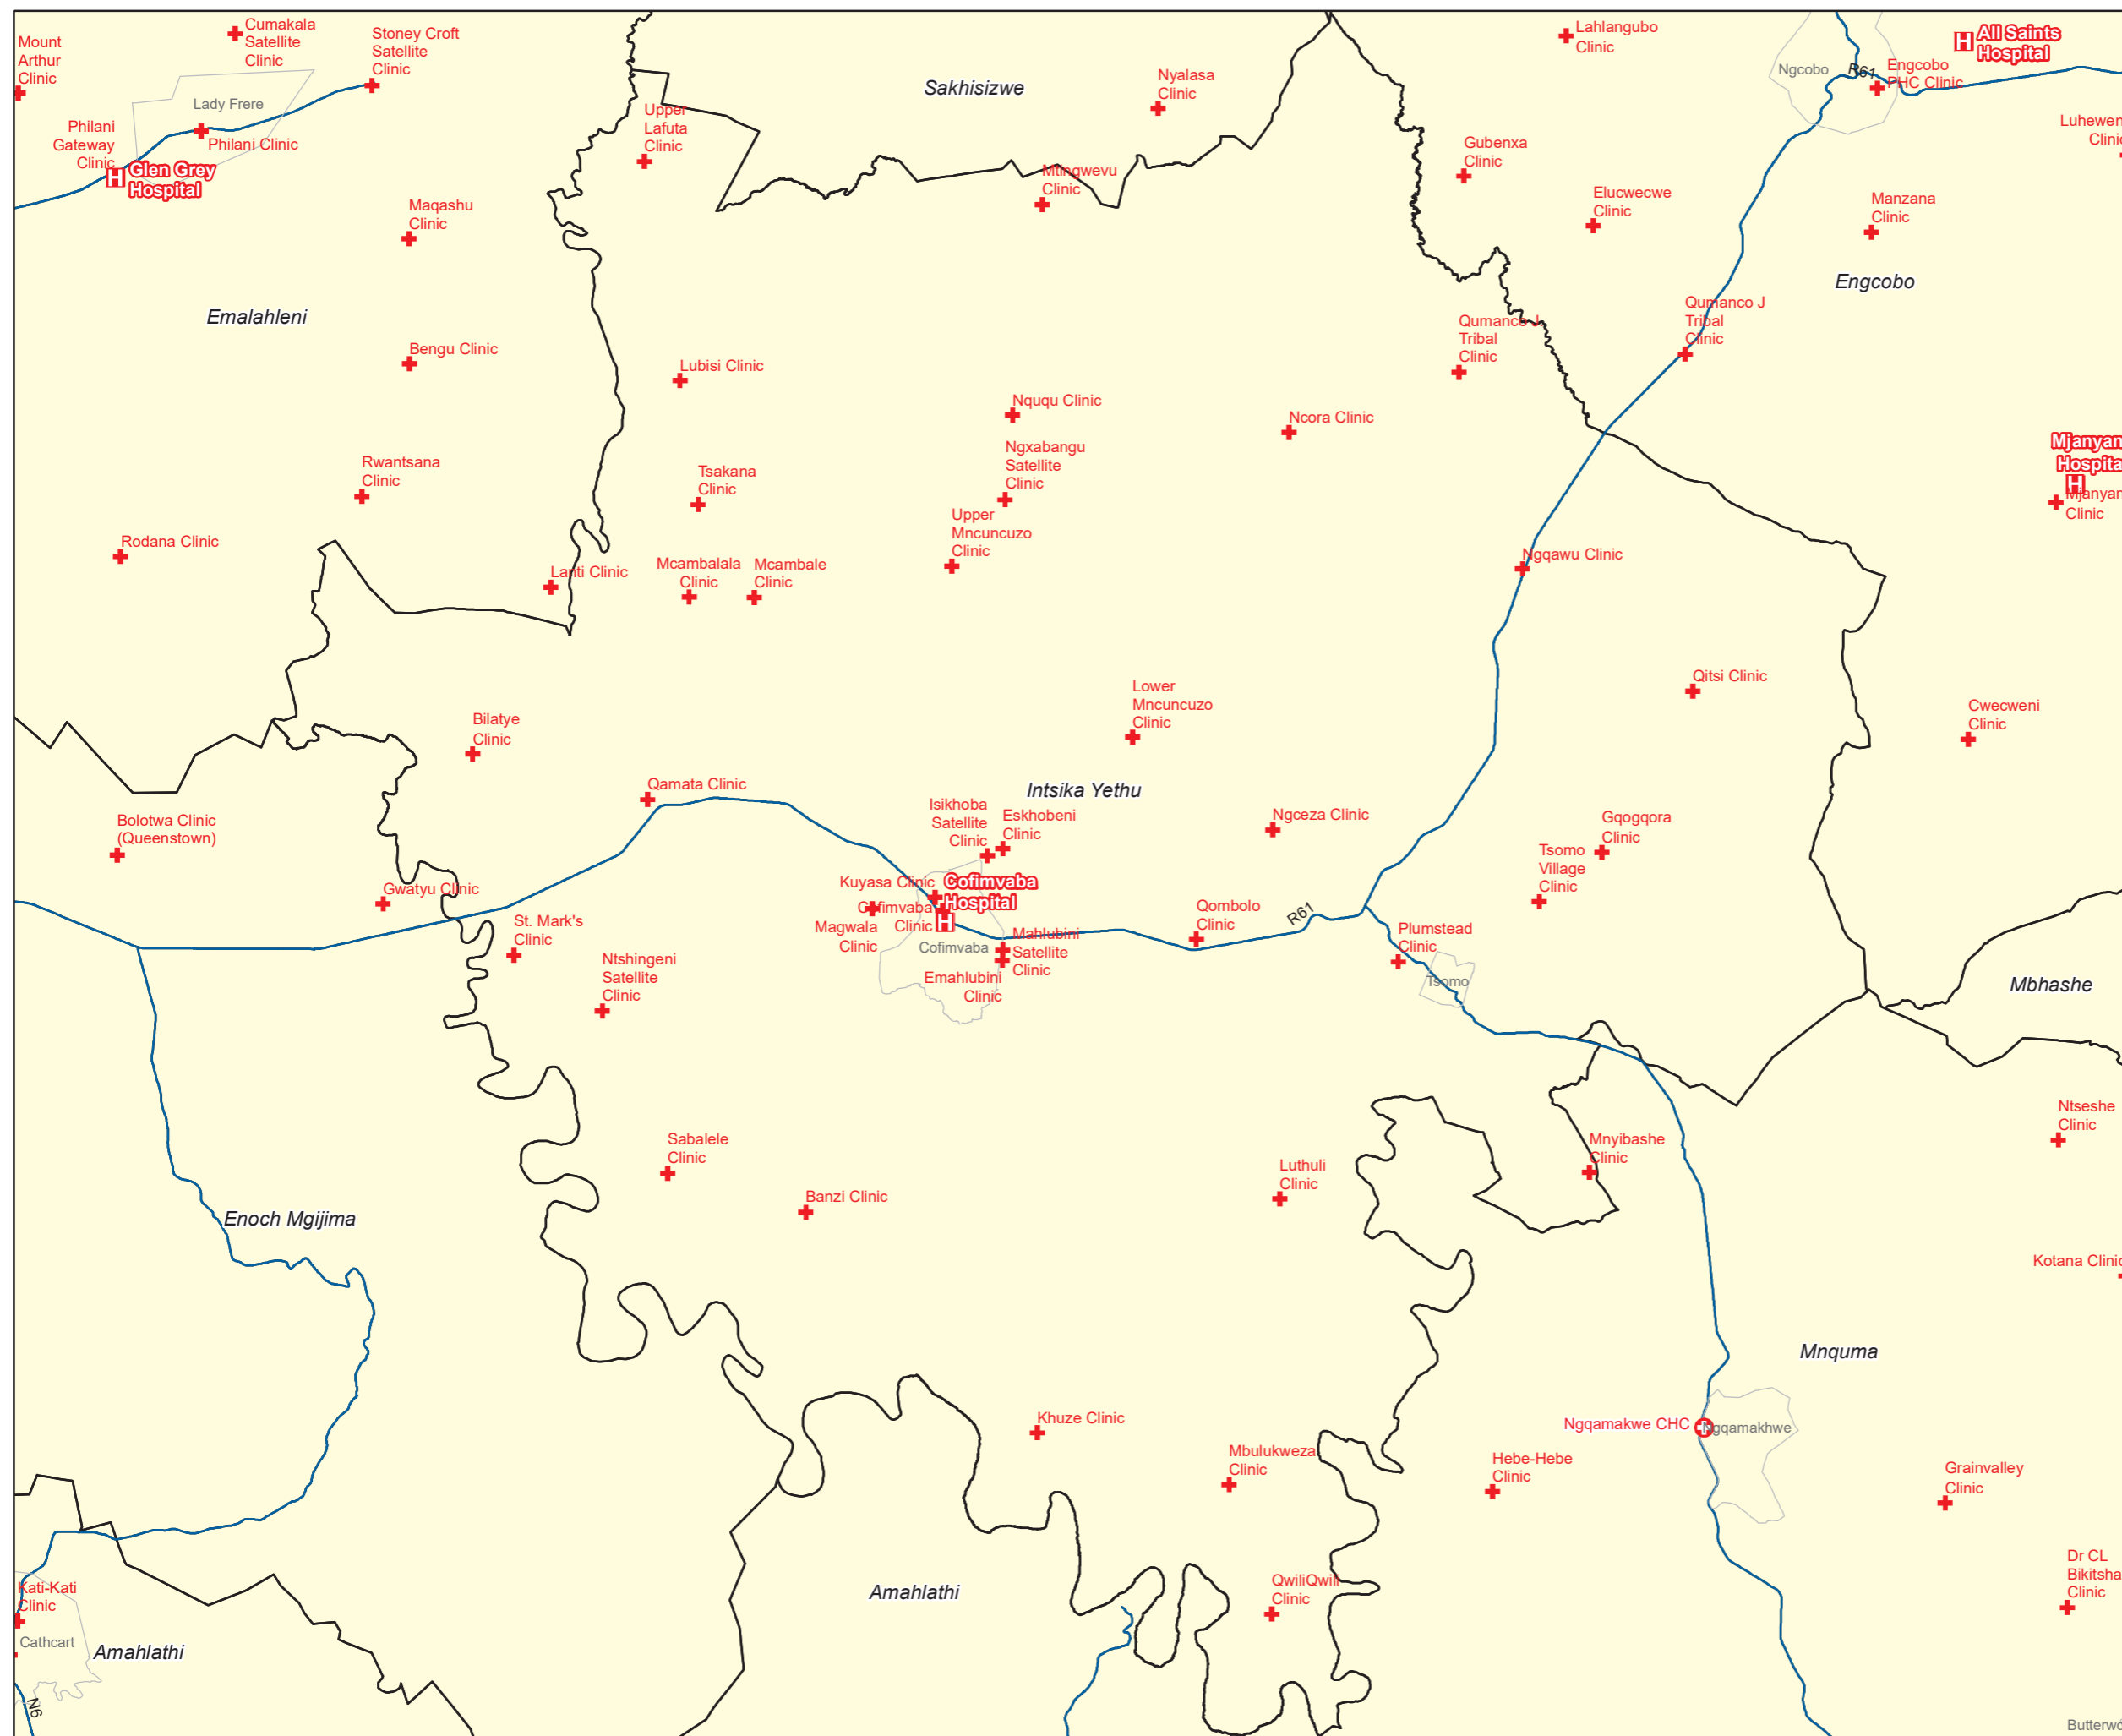 Mount
Arthur
Clinic
Cumakala
Satellite
Clinic
Stoney Croft
Satellite
Clinic
Lady Frere
Philani
Gateway
Clinic
Philani Clinic
Glen Grey
Hospital
Maqashu
Clinic
Emalahleni
Bengu Clinic
Rwantsana
Clinic
Rodana Clinic
Lanti Clinic
Upper
Lafuta
Clinic
Sakhisizwe
Nyalasa
Clinic
Mtingwevu
Clinic
Lahlangubo
Clinic
Ngcobo
R61
All Saints
Hospital
Engcobo
PHC Clinic
Gubenxa
Clinic
Elucwecwe
Clinic
Manzana
Clinic
Luhewen
Clinic
Engcobo
Qumanco J
Tribal
Clinic
Qumanco J
Tribal
Clinic
Lubisi Clinic
Nququ Clinic
Ncora Clinic
Ngxabangu
Satellite
Clinic
Tsakana
Clinic
Upper
Mncuncuzo
Clinic
Mcambalala
Clinic
Mcambale
Clinic
Mjanyan
Hospita
Mjanyan
Clinic
Ngqawu Clinic
Qitsi Clinic
Cwecweni
Clinic
Lower
Mncuncuzo
Clinic
Bilatye
Clinic
Qamata Clinic
Intsika Yethu
Isikhoba
Satellite
Clinic
Eskhobeni
Clinic
Ngceza Clinic
Gqogqora
Clinic
Tsomo
Village
Clinic
Bolotwa Clinic
(Queenstown)
Gwatyu Clinic
Kuyasa Clinic
Cofimvaba
Hospital
Cofimvaba
Clinic
Magwala
Clinic
Cofimvaba
Mahlubini
Satellite
Clinic
Emahlubini
Clinic
Qombolo
Clinic
R61
Plumstead
Clinic
Tsomo
St. Mark's
Clinic
Ntshingeni
Satellite
Clinic
Mbhashe
Sabalele
Clinic
Banzi Clinic
Luthuli
Clinic
Mnyibashe
Clinic
Ntseshe
Clinic
Enoch Mgijima
Kotana Clinic
Mnquma
Khuze Clinic
Mbulukweza
Clinic
Ngqamakwe CHC
Ngqamakhwe
Hebe-Hebe
Clinic
Grainvalley
Clinic
Dr CL
Bikitsha
Clinic
QwiliQwili
Clinic
Amahlathi
Kati-Kati
Clinic
Cathcart
Amahlathi
N6
Butterwo